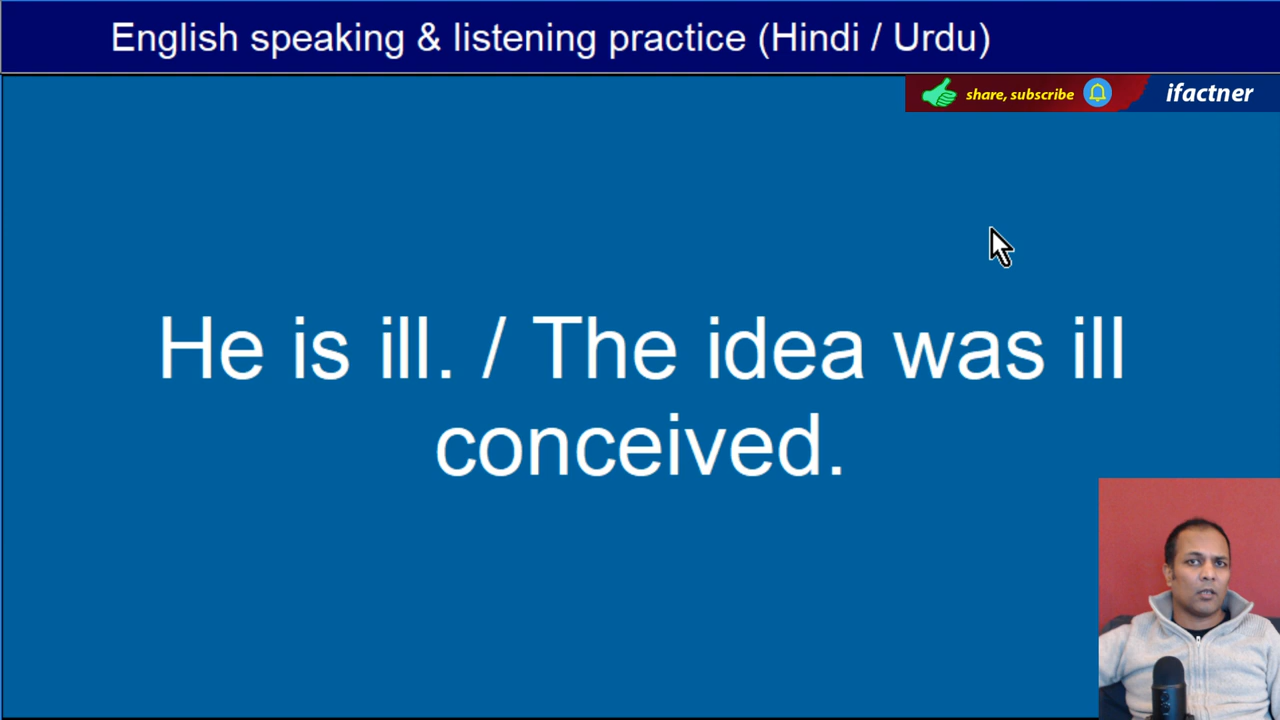 English speaking & listening practice (Hindi / Urdu)
share, subscribe
ifactner
He is ill. / The idea was ill
conceived.